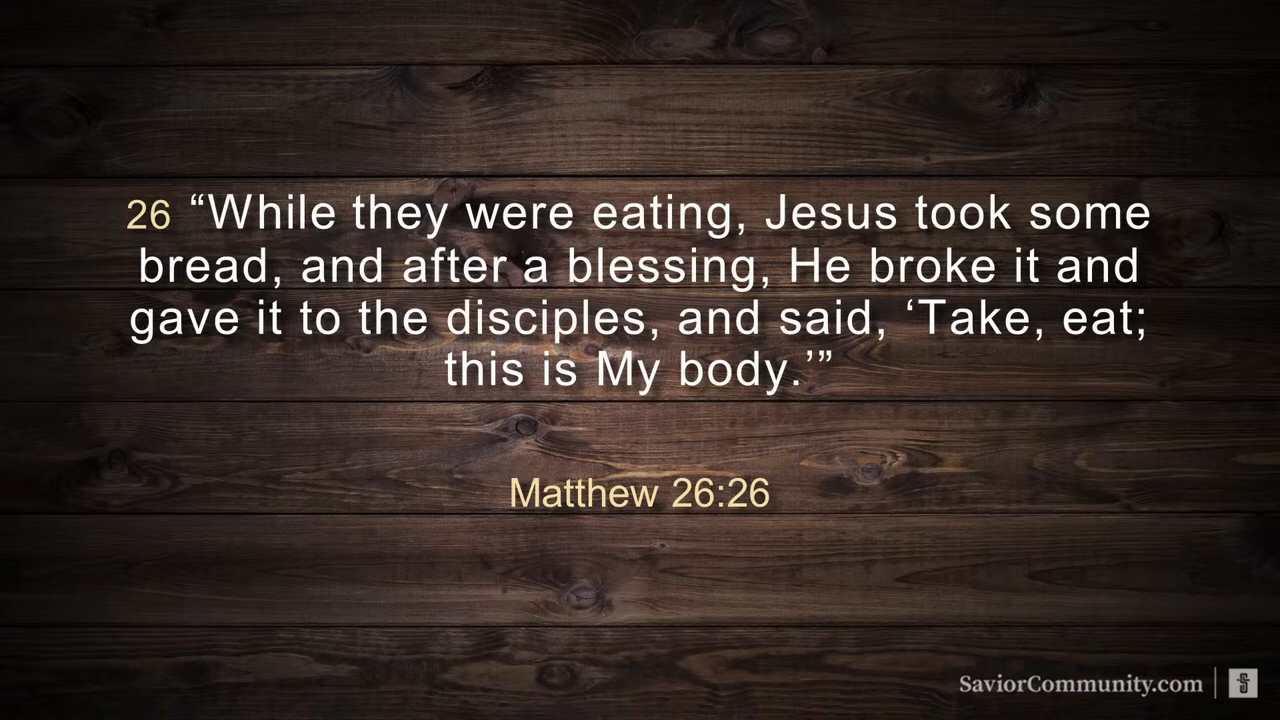 26 “While they were eating, Jesus took some
bread, and after a blessing, He broke it and
gave it to the disciples, and said, ‘Take, eat;
this is My body.’”
Matthew 26:26
SaviorCommunity.com